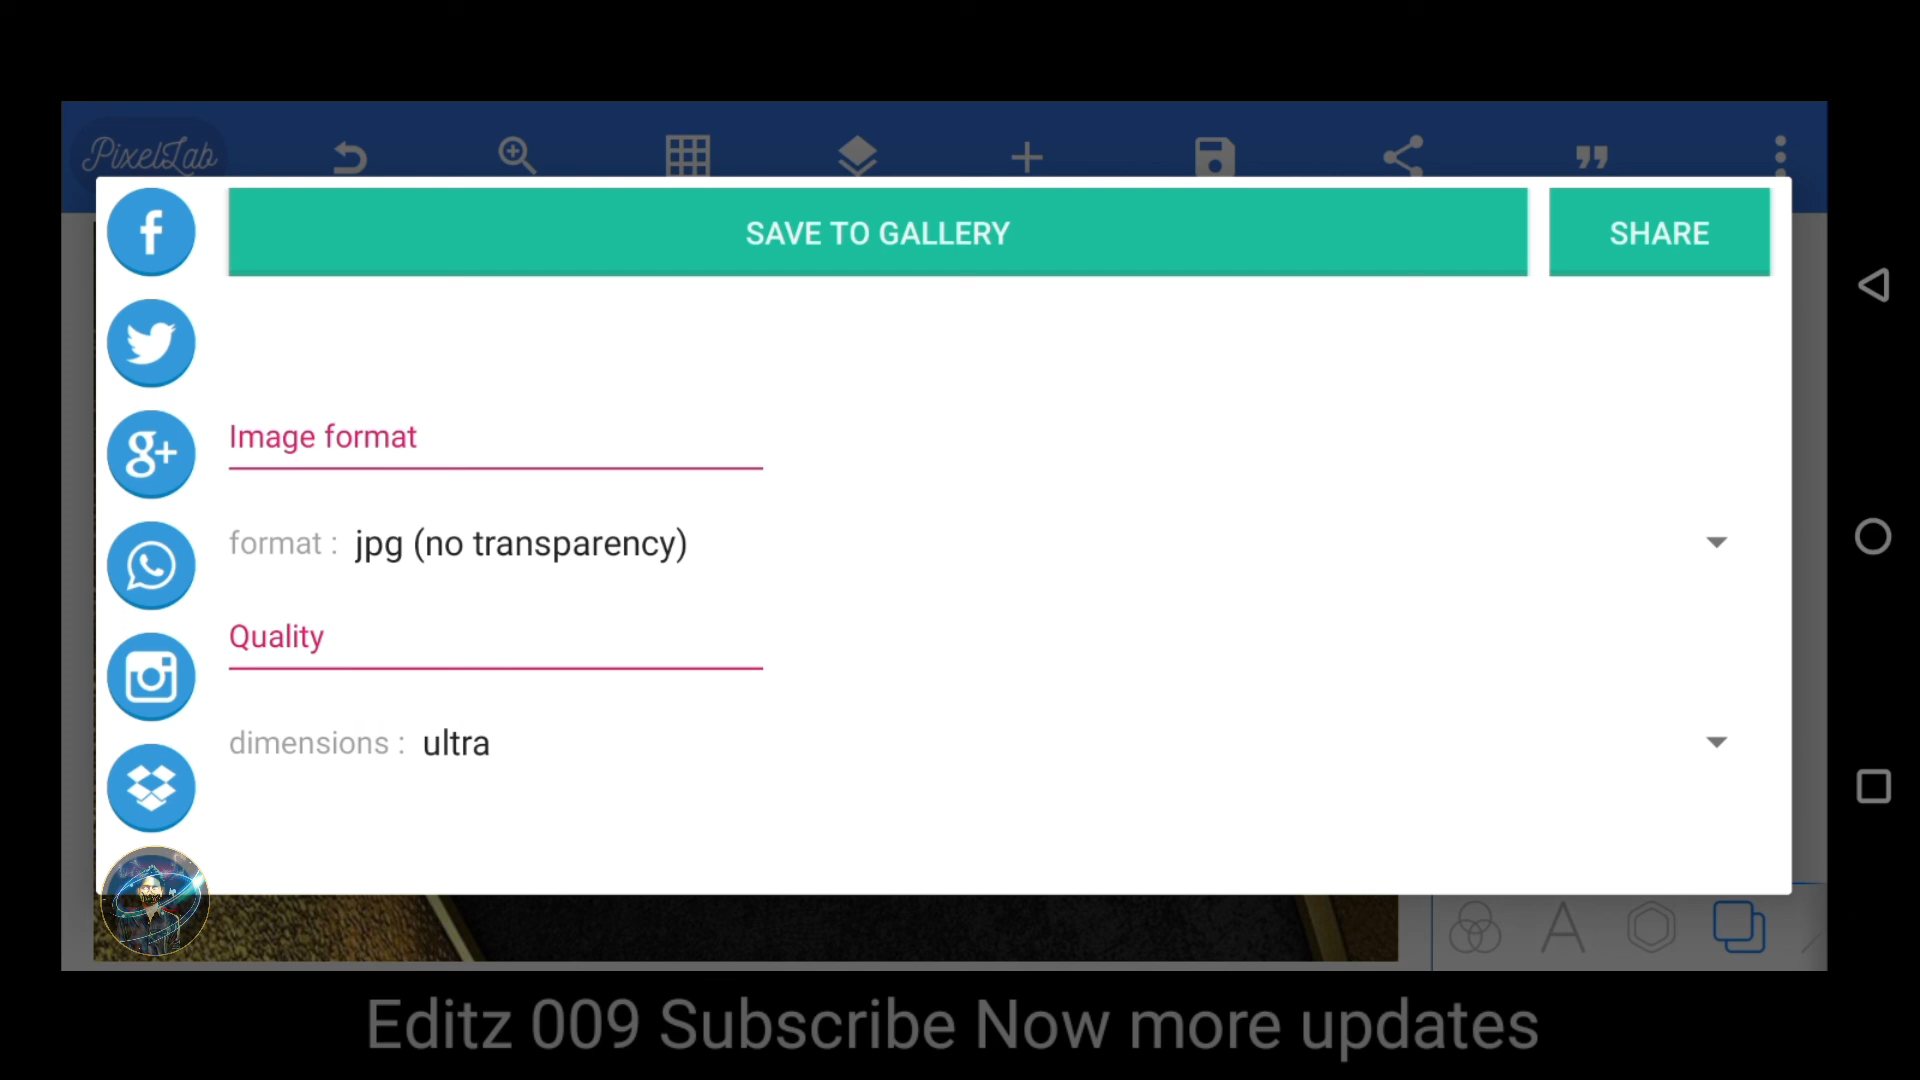 PixelLab
SAVE TO GALLERY
SHARE
Image format
format : jpg (no transparency)
Quality
dimensions : ultra
Editz 009 Subscribe Now more updates